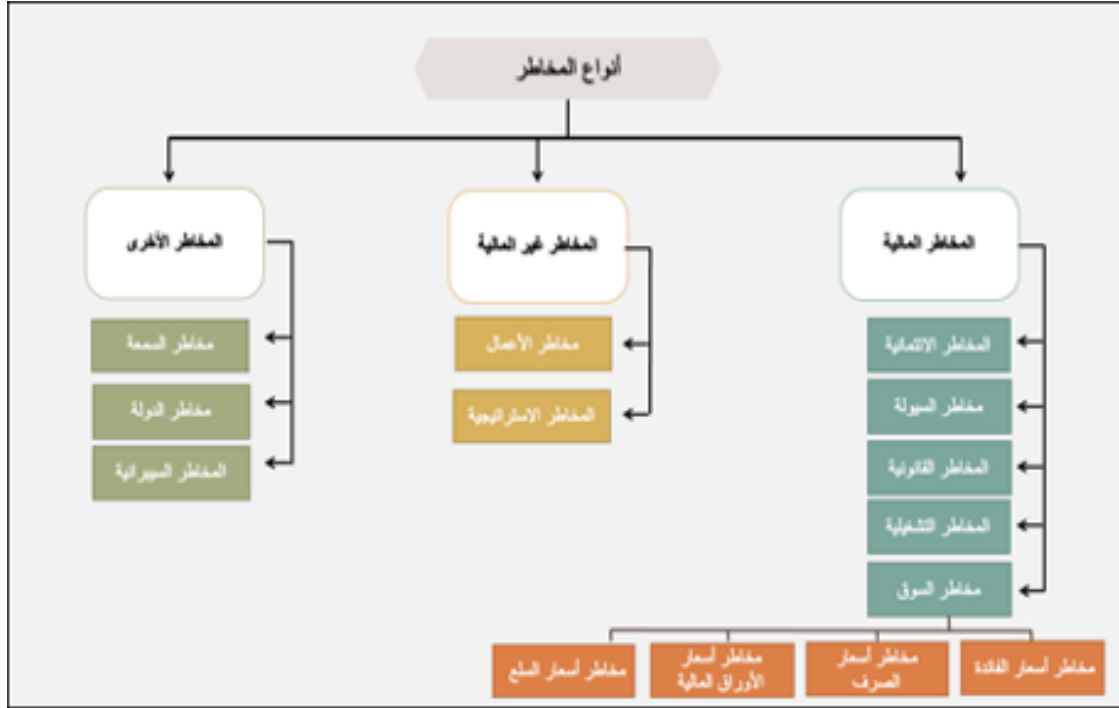 أنواع المخاطر
المخاطر المالية
المخاطر الائتمانية
مخاطر السيولة
المخاطر القانونية
المخاطر التشغيلية
مخاطر السوق
مخاطر أسعار الفائدة
مخاطر أسعار
الصرف
مخاطر أسعار
الأوراق المالية
مخاطر أسعار السلع
المخاطر غير المالية
مخاطر الأعمال
المخاطر الاستراتيجية
المخاطر الأخرى
مخاطر السمعة
مخاطر الدولة
المخاطر السيبرانية